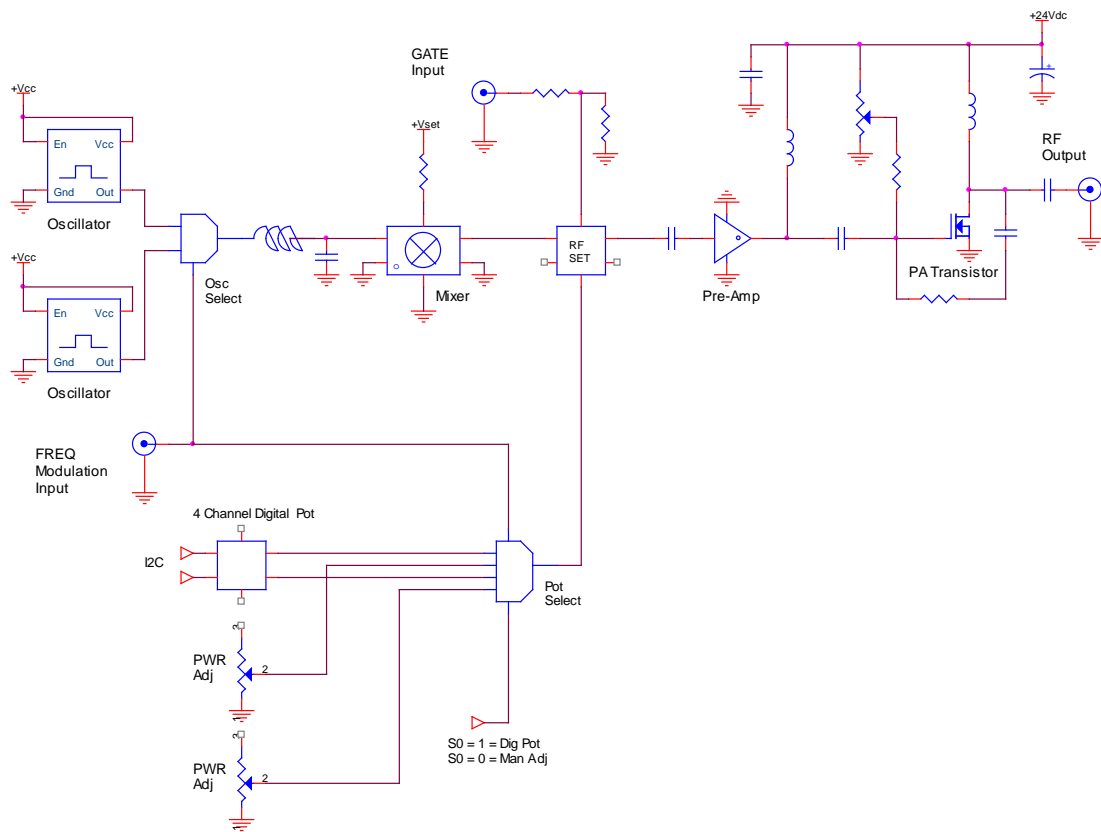 +24Vdc
GATE
Input
+Vcc
En
Vcc
Gnd
Out
Oscillator
+Vset
RF
Output
Osc
Select
Mixer
RF
SET
Pre-Amp
PA Transistor
+Vcc
En
Vcc
Gnd
Out
Oscillator
FREQ
Modulation
Input
4 Channel Digital Pot
I2C
Pot
Select
3
PWR
Adj
2
1
3
PWR
Adj
2
1
S0 = 1 = Dig Pot
S0 = 0 = Man Adj